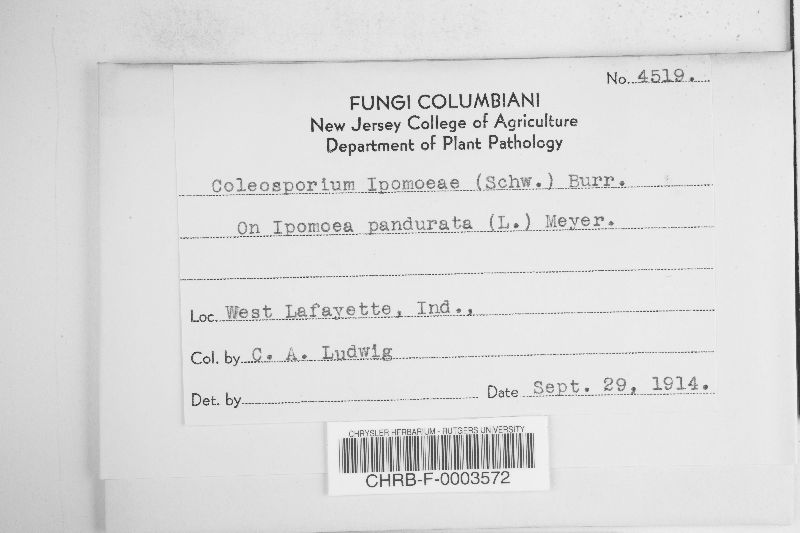 No. 4519.
FUNGI COLUMBIANI
New Jersey College of Agriculture
Department of Plant Pathology
Coleosporium Ipomoeae (Schw.) Burr.
On Ipomoea pandurata (L.) Meyer.
Loc. West Lafayette, Ind.,
Col. by C. A. Ludwig
Det. by Date Sept. 29, 1914.
CHRYSLER HERBARIUM - RUTGERS UNIVERSITY
CHRB-F-0003572